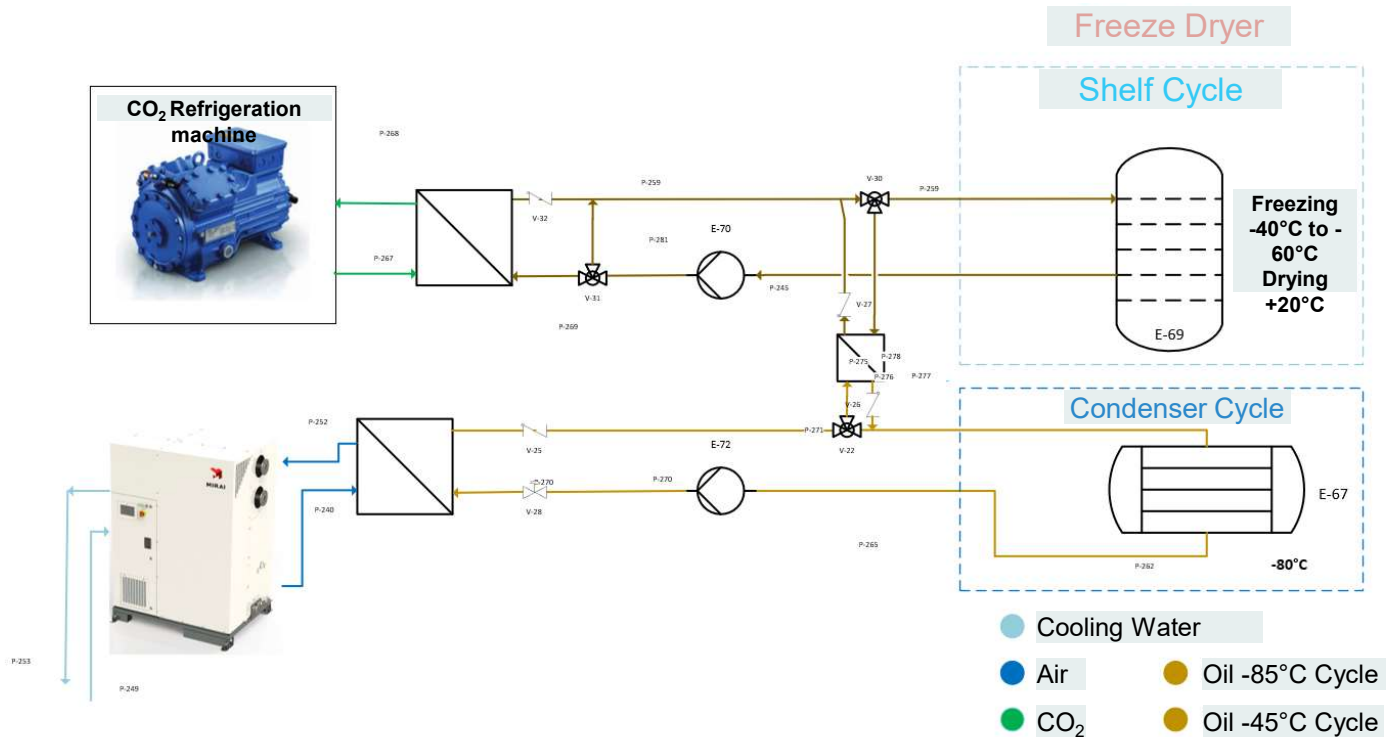 Freeze Dryer
Shelf Cycle
CO₂ Refrigeration
machine
P-268
P-259
V-30
P-259
V-32
E-70
P-281
P-267
V-31
P-245
Freezing
-40°C to -
60°C
Drying
+20°C
V-27
P-269
E-69
P-275
P-278
P-276
P-277
Condenser Cycle
V-26
P-252
P-271
E-72
V-25
V-22
MIRAI
P-270
P-270
E-67
P-240
V-28
P-265
P-262
-80°C
Cooling Water
P-253
Air
Oil -85°C Cycle
P-249
CO₂
Oil -45°C Cycle